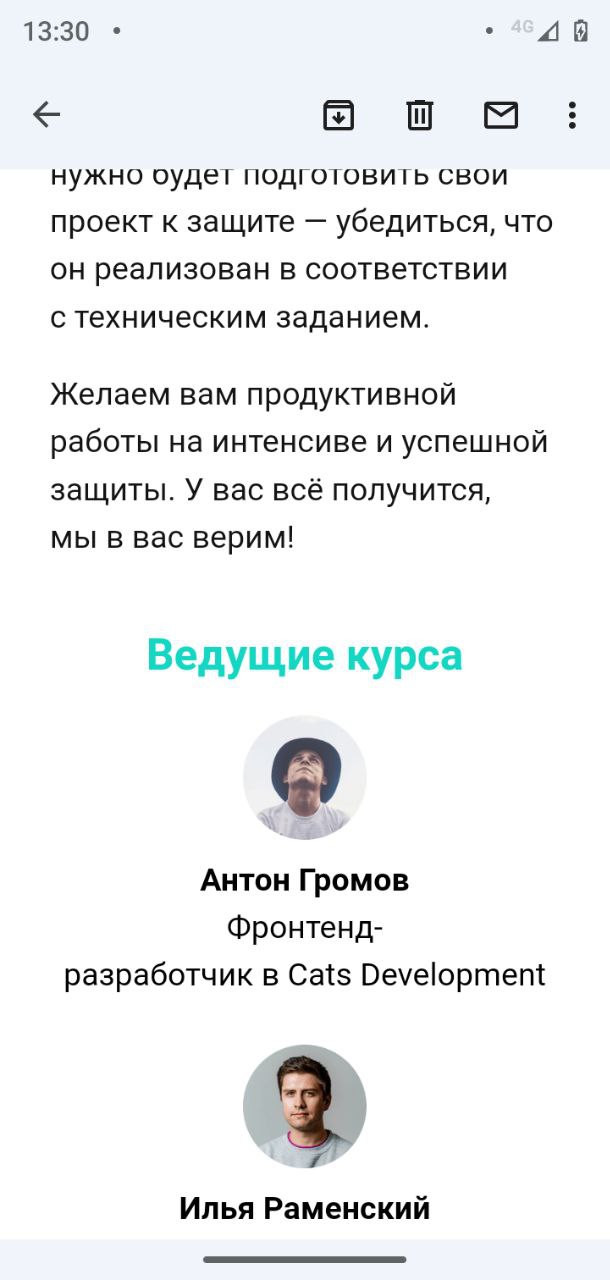 13:30
4G
нужно будет подготовить свой
проект к защите — убедиться, что
он реализован в соответствии
с техническим заданием.
Желаем вам продуктивной
работы на интенсиве и успешной
защиты. У вас всё получится,
мы в вас верим!
Ведущие курса
Антон Громов
Фронтенд-
разработчик в Cats Development
Илья Раменский